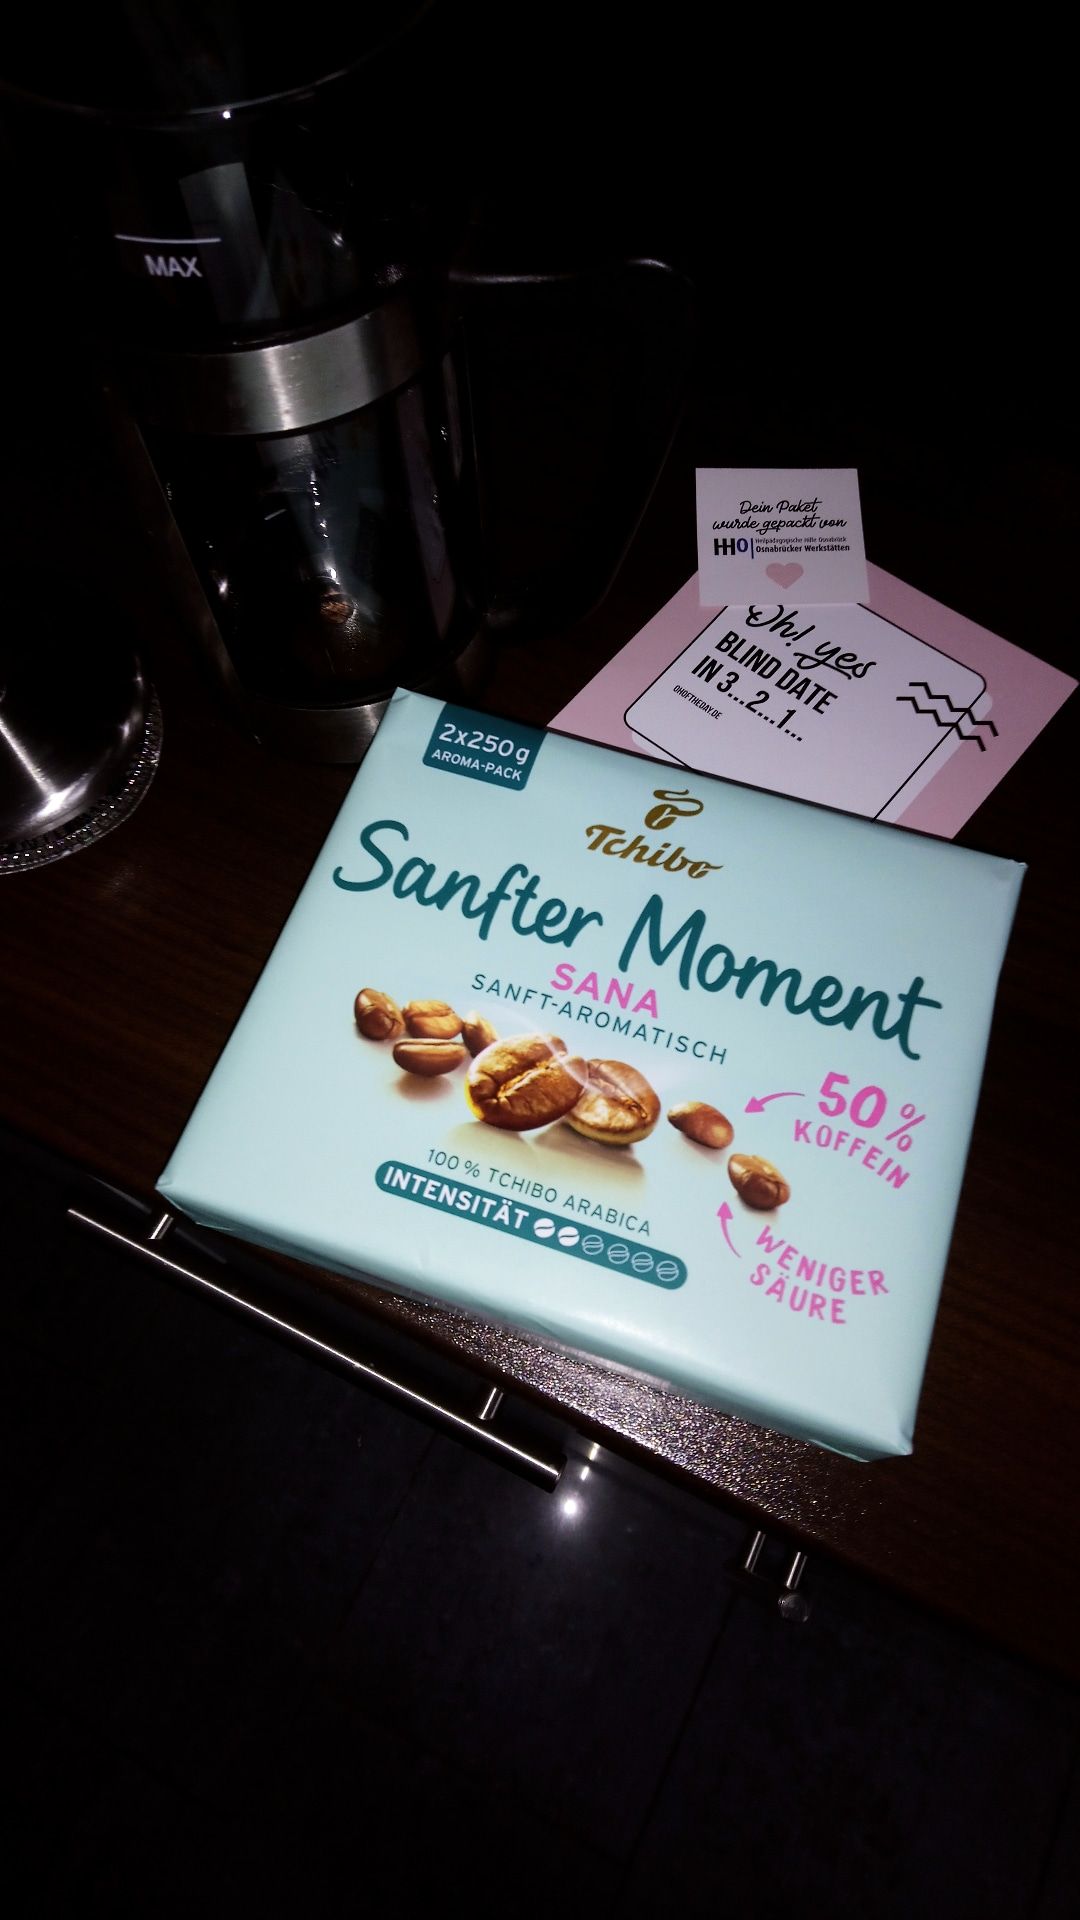 MAX
Dein Paket
wurde gepackt von
HHO Heilpädagogische Hilfe Osnabrück
Osnabrücker Werkstätten
Oh! yes
BLIND DATE
IN 3...2...1...
OHOFTHEDAY.DE
2x250g
AROMA-PACK
Tchibo
Sanfter Moment
SANA
SANFT-AROMATISCH
50%
KOFFEIN
WENIGER
SÄURE
100% TCHIBO ARABICA
INTENSITÄT